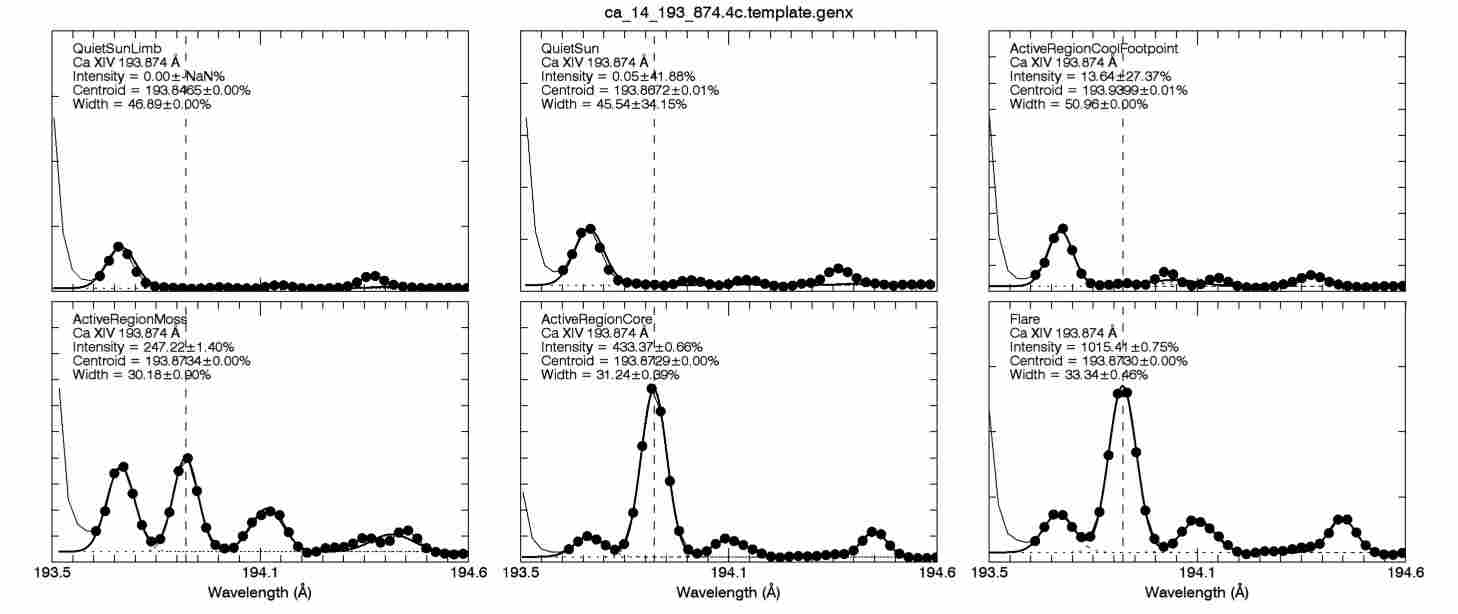 ca_14_193_874.4c.template.genx
QuietSunLimb
Ca XIV 193.874 Å
Intensity = 0.00±-NaN%
Centroid = 193.8465±0.00%
Width = 46.89±0.00%
QuietSun
Ca XIV 193.874 Å
Intensity = 0.05±41.88%
Centroid = 193.8672±0.01%
Width = 45.54±34.15%
ActiveRegionCoolFootpoint
Ca XIV 193.874 Å
Intensity = 13.64±27.37%
Centroid = 193.9399±0.01%
Width = 50.96±0.00%
ActiveRegionMoss
Ca XIV 193.874 Å
Intensity = 247.22±1.40%
Centroid = 193.8734±0.00%
Width = 30.18±0.90%
ActiveRegionCore
Ca XIV 193.874 Å
Intensity = 433.37±0.66%
Centroid = 193.8729±0.00%
Width = 31.24±0.39%
Flare
Ca XIV 193.874 Å
Intensity = 1015.41±0.75%
Centroid = 193.8730±0.00%
Width = 33.34±0.46%
193.5 194.1 194.6
193.5 194.1 194.6
193.5 194.1 194.6
Wavelength (Å)
Wavelength (Å)
Wavelength (Å)